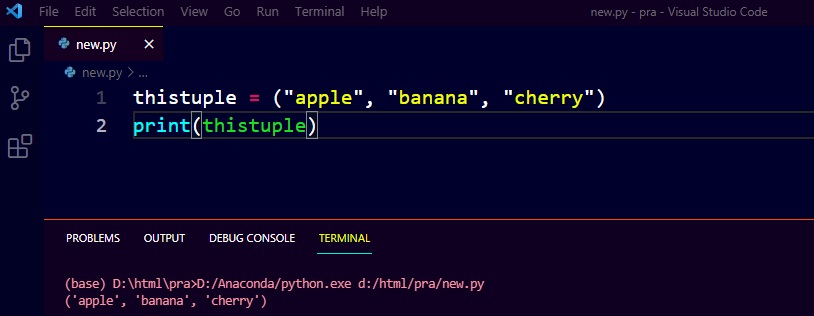 File Edit Selection View Go Run Terminal Help new.py - pra - Visual Studio Code
new.py
new.py > ...
1 thistuple = ("apple", "banana", "cherry")
2 print(thistuple)
PROBLEMS OUTPUT DEBUG CONSOLE TERMINAL
(base) D:\html\pra>D:/Anaconda/python.exe d:/html/pra/new.py
('apple', 'banana', 'cherry')